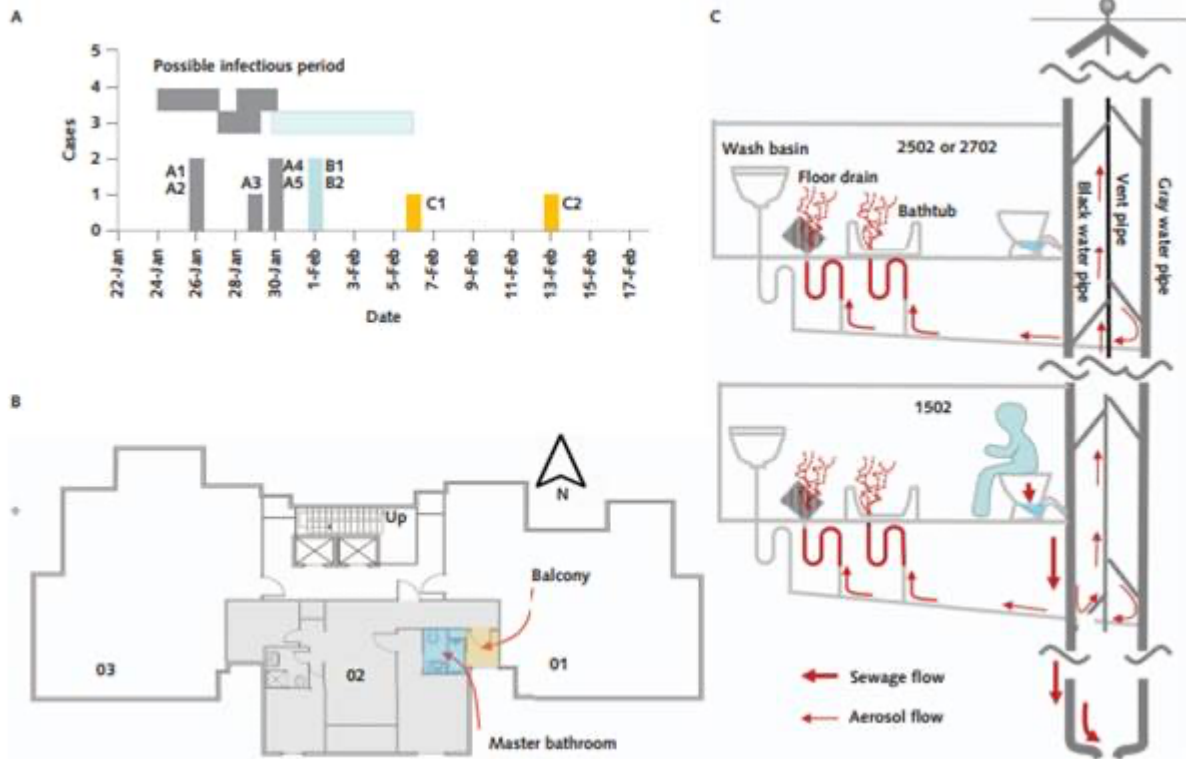 A
5
4
3
2
1
0
Cases
Possible infectious period
A1
A2
A3
A4
A5
B1
B2
C1
C2
22-Jan
24-Jan
26-Jan
28-Jan
30-Jan
1-Feb
3-Feb
5-Feb
7-Feb
9-Feb
11-Feb
13-Feb
15-Feb
17-Feb
Date
B
Up
N
Balcony
03
02
01
Master bathroom
C
2502 or 2702
Wash basin
Floor drain
Bathtub
Black water pipe
Vent pipe
Gray water pipe
1502
Sewage flow
Aerosol flow